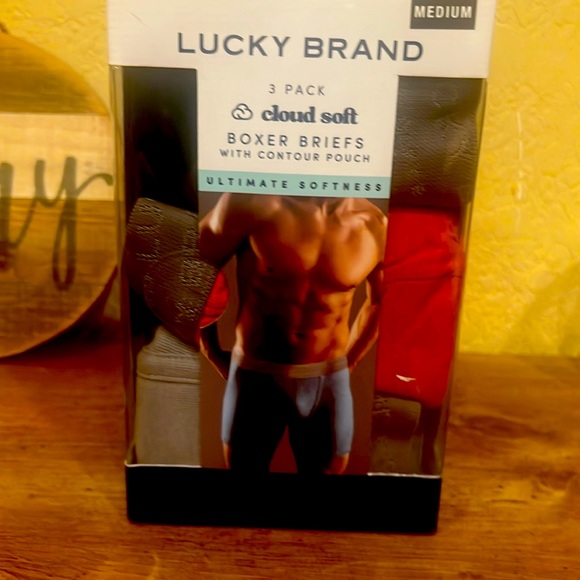 MEDIUM
LUCKY BRAND
3 PACK
cloud soft
BOXER BRIEFS
WITH CONTOUR POUCH
ULTIMATE SOFTNESS